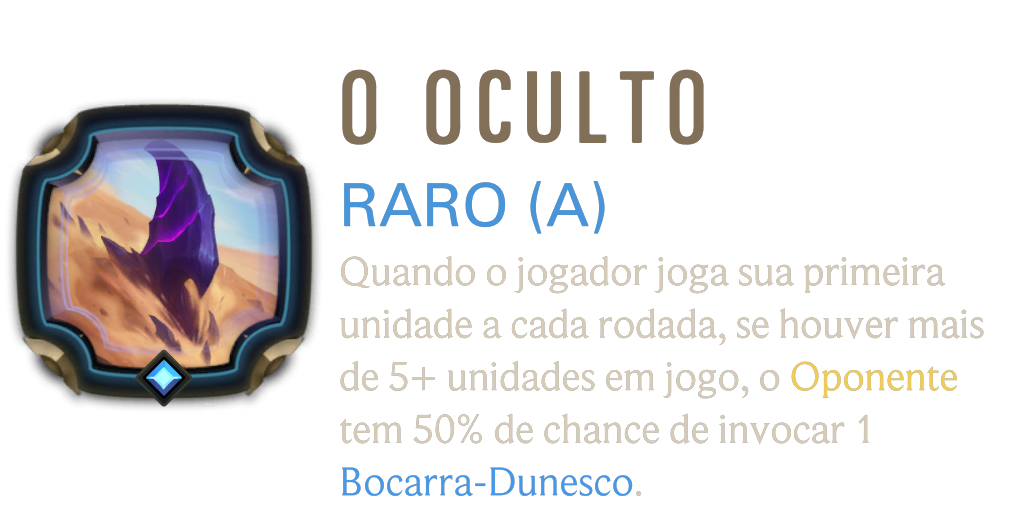 O OCULTO
RARO (A)
Quando o jogador joga sua primeira
unidade a cada rodada, se houver mais
de 5+ unidades em jogo, o Oponente
tem 50% de chance de invocar 1
Bocarra-Dunesco.